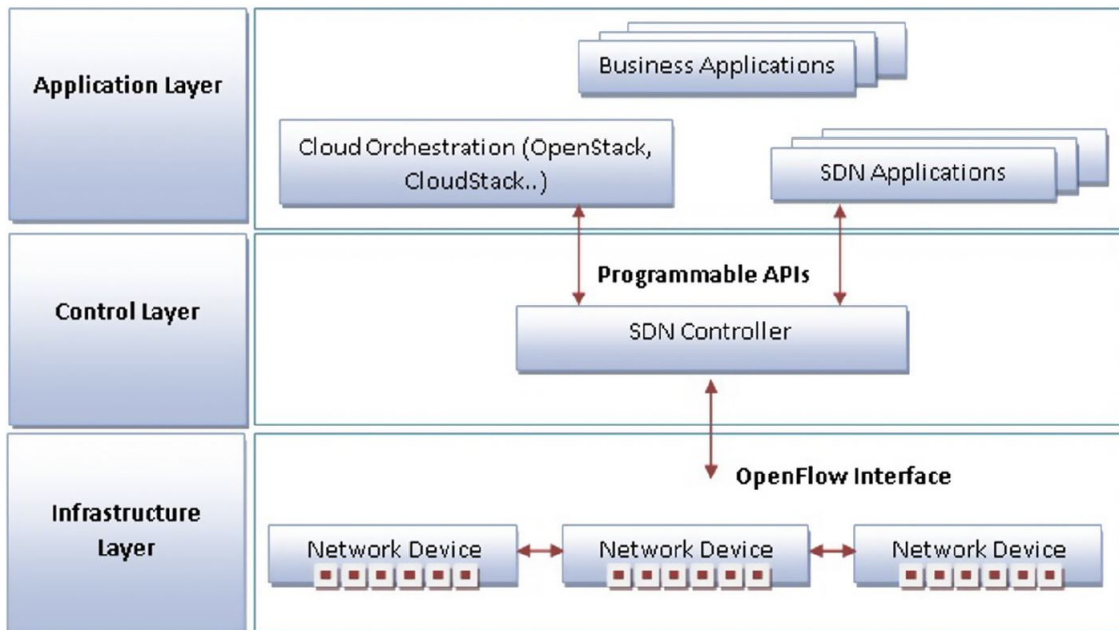 Application Layer
Business Applications
Cloud Orchestration (OpenStack,
CloudStack..)
SDN Applications
Control Layer
Programmable APIs
SDN Controller
Infrastructure
Layer
OpenFlow Interface
Network Device
Network Device
Network Device